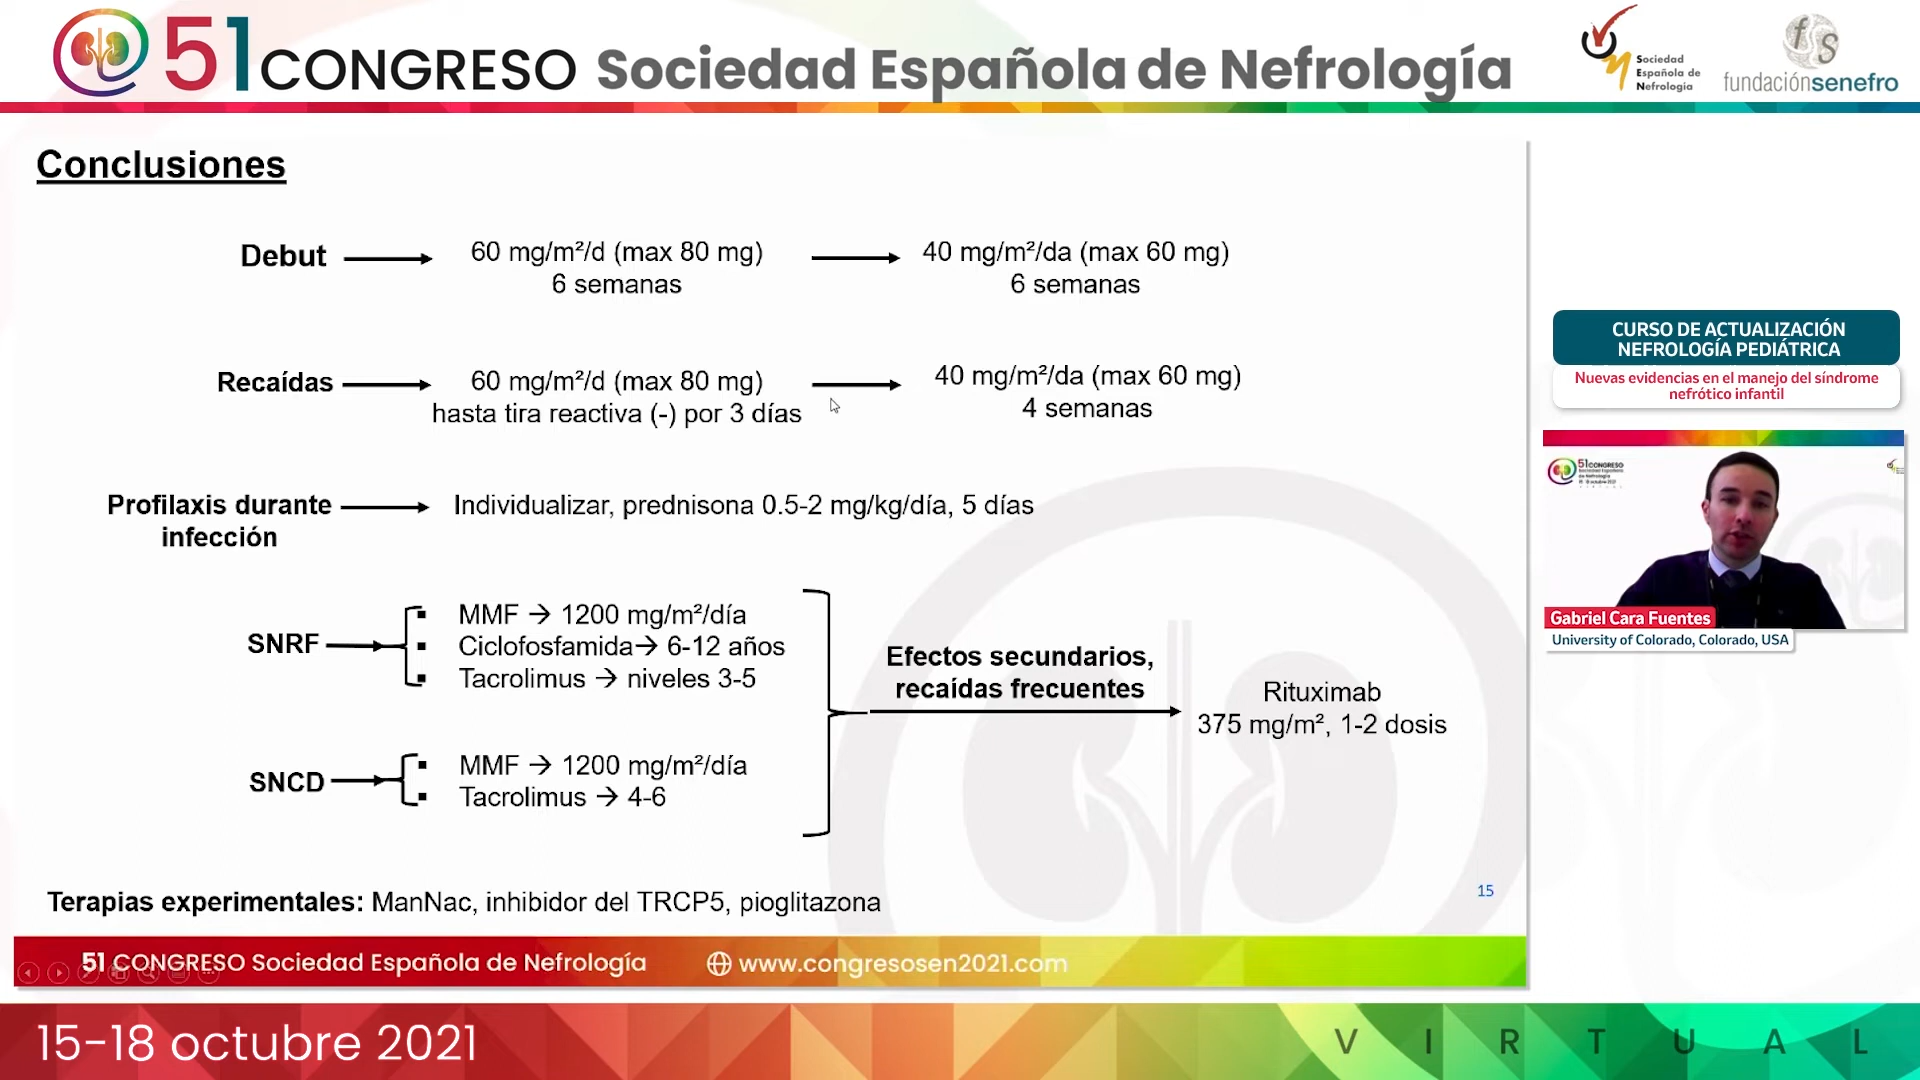 51 CONGRESO Sociedad Española de Nefrología
Sociedad
Española de
Nefrología
fundaciónsenefro
Conclusiones
Debut
60 mg/m²/d (max 80 mg)
6 semanas
40 mg/m²/da (max 60 mg)
6 semanas
Recaídas
60 mg/m²/d (max 80 mg)
hasta tira reactiva (-) por 3 días
40 mg/m²/da (max 60 mg)
4 semanas
Profilaxis durante
infección
Individualizar, prednisona 0.5-2 mg/kg/día, 5 días
SNRF
▪ MMF → 1200 mg/m²/día
▪ Ciclofosfamida→ 6-12 años
▪ Tacrolimus → niveles 3-5
SNCD
▪ MMF → 1200 mg/m²/día
▪ Tacrolimus → 4-6
Efectos secundarios,
recaídas frecuentes
Rituximab
375 mg/m², 1-2 dosis
Terapias experimentales: ManNac, inhibidor del TRCP5, pioglitazona
15
51 CONGRESO Sociedad Española de Nefrología
www.congresosen2021.com
CURSO DE ACTUALIZACIÓN
NEFROLOGÍA PEDIÁTRICA
Nuevas evidencias en el manejo del síndrome
nefrótico infantil
51 CONGRESO
Gabriel Cara Fuentes
University of Colorado, Colorado, USA
15-18 octubre 2021
VIRTUAL